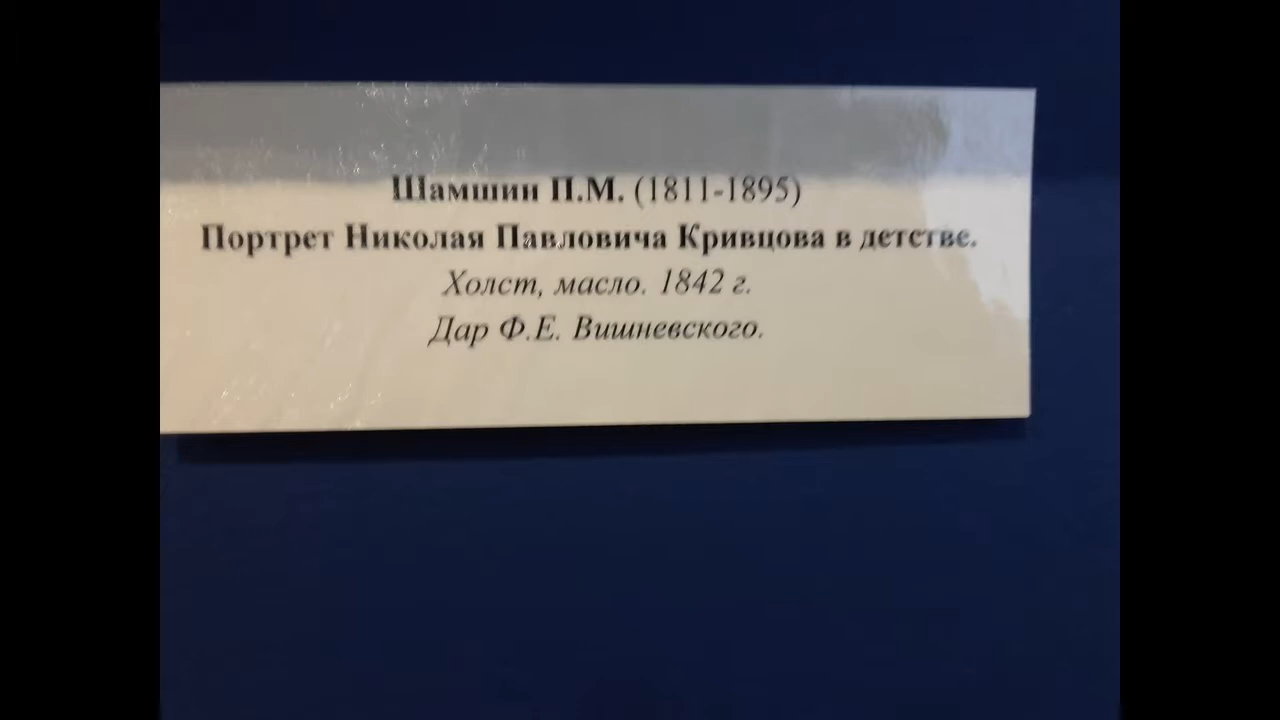 Шамшин П.М. (1811-1895)
Портрет Николая Павловича Кривцова в детстве.
Холст, масло. 1842 г.
Дар Ф.Е. Вишневского.